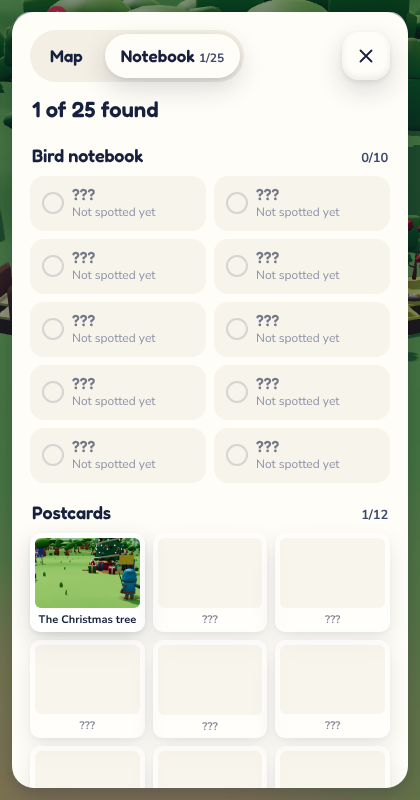 Map
Notebook 1/25
1 of 25 found
Bird notebook 0/10
??? ???
Not spotted yet Not spotted yet
??? ???
Not spotted yet Not spotted yet
??? ???
Not spotted yet Not spotted yet
??? ???
Not spotted yet Not spotted yet
??? ???
Not spotted yet Not spotted yet
Postcards 1/12
The Christmas tree ??? ???
??? ??? ???